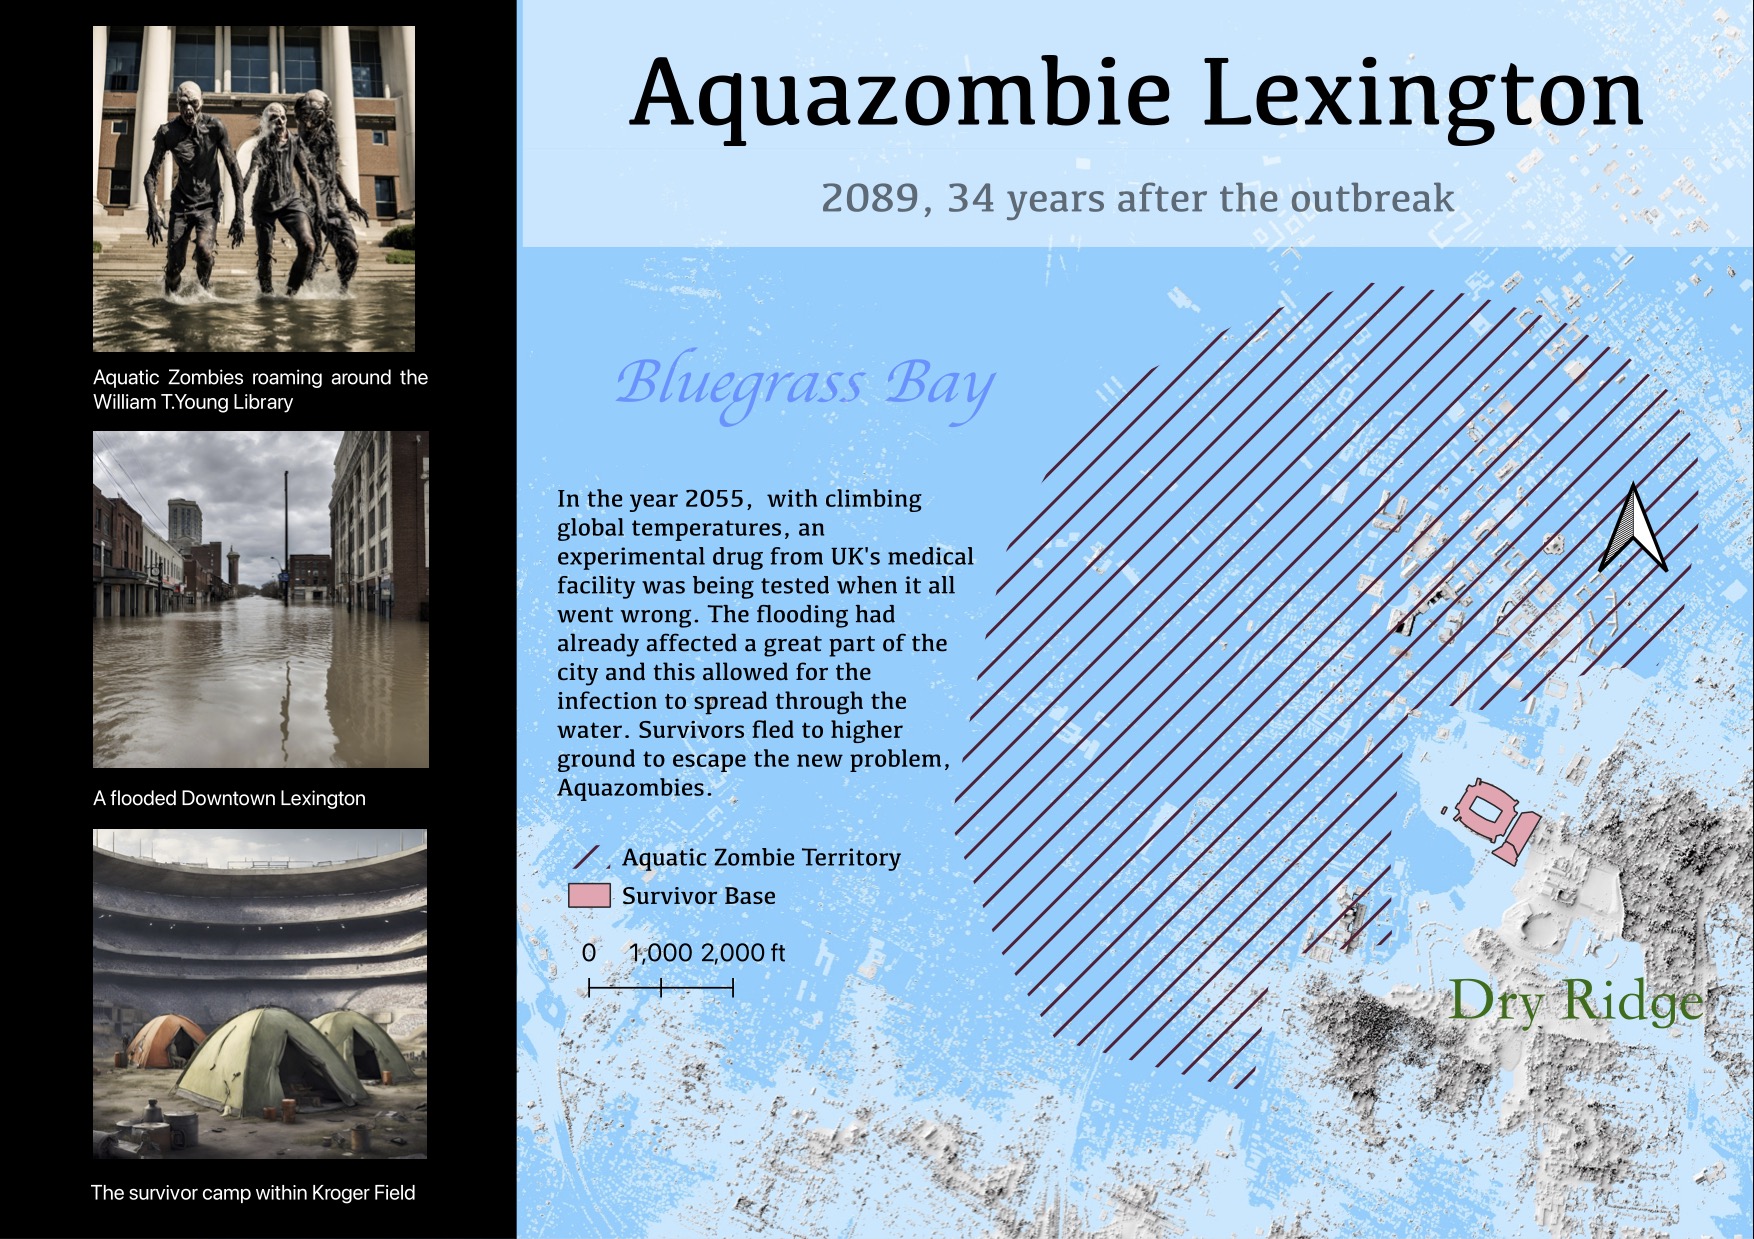 Aquazombie Lexington
2089, 34 years after the outbreak
Aquatic Zombies roaming around the
William T.Young Library
A flooded Downtown Lexington
The survivor camp within Kroger Field
Bluegrass Bay
In the year 2055,  with climbing
global temperatures, an
experimental drug from UK's medical
facility was being tested when it all
went wrong. The flooding had
already affected a great part of the
city and this allowed for the
infection to spread through the
water. Survivors fled to higher
ground to escape the new problem,
Aquazombies.
Aquatic Zombie Territory
Survivor Base
0 1,000 2,000 ft
Dry Ridge